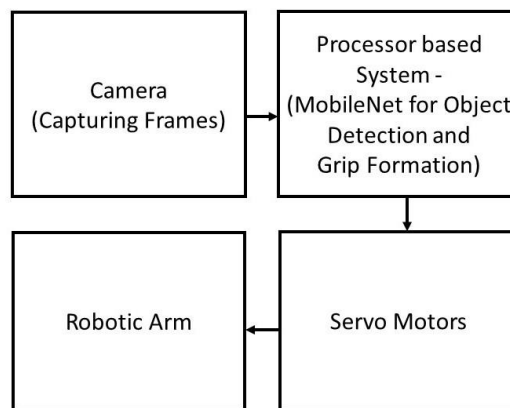 Camera
(Capturing Frames)
Processor based
System -
(MobileNet for Object
Detection and
Grip Formation)
Robotic Arm
Servo Motors